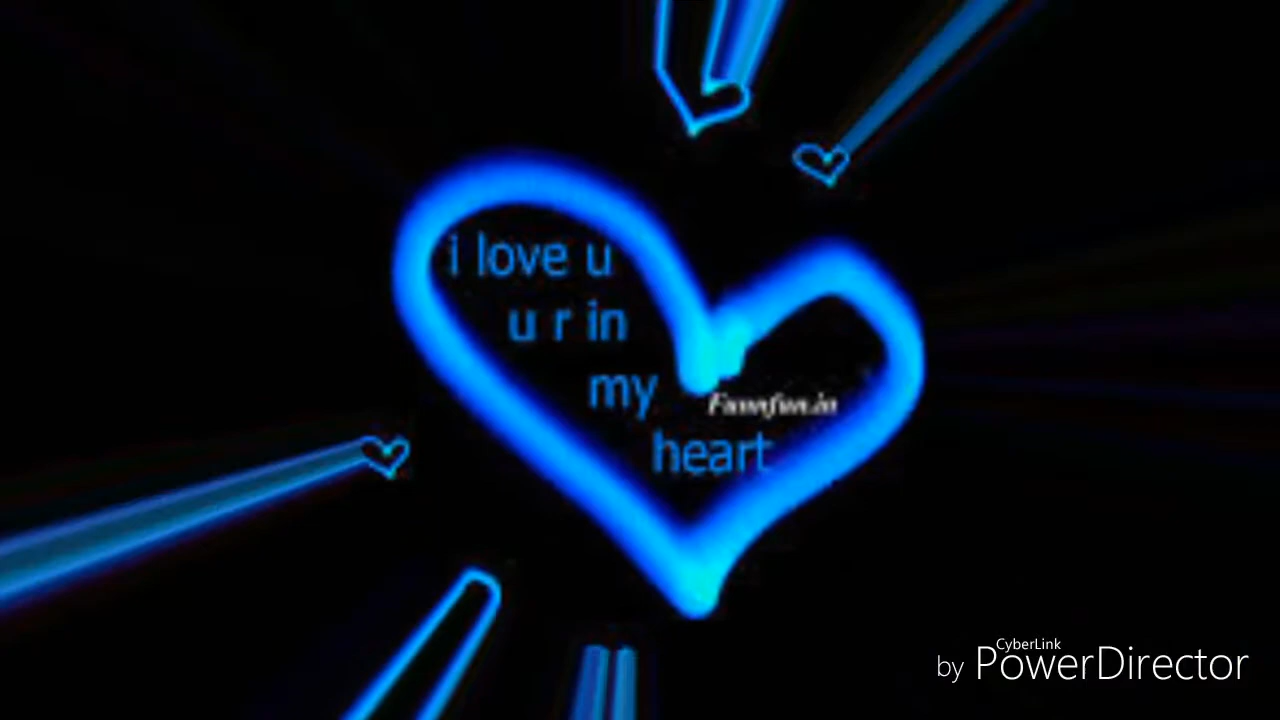 i love u
u r in
my
Funnfun.in
heart
CyberLink
by PowerDirector